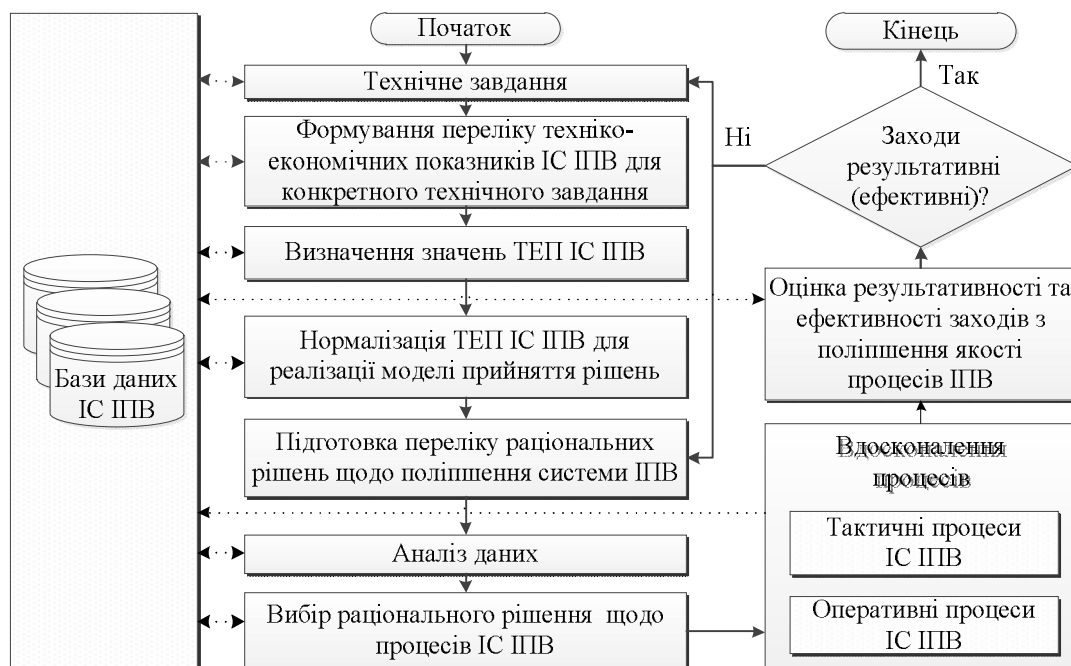 Початок
Технічне завдання
Формування переліку техніко-
економічних показників ІС ІПВ для
конкретного технічного завдання
Визначення значень ТЕП ІС ІПВ
Нормалізація ТЕП ІС ІПВ для
реалізації моделі прийняття рішень
Підготовка переліку раціональних
рішень щодо поліпшення системи ІПВ
Аналіз даних
Вибір раціонального рішення щодо
процесів ІС ІПВ
Бази даних
ІС ІПВ
Кінець
Так
Ні
Заходи
результативні
(ефективні)?
Оцінка результативності та
ефективності заходів з
поліпшення якості
процесів ІПВ
Вдосконалення
процесів
Тактичні процеси
ІС ІПВ
Оперативні процеси
ІС ІПВ